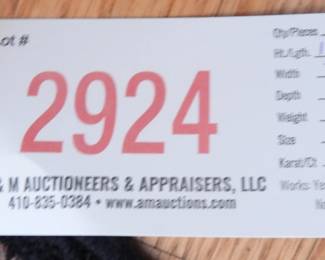 Lot #
2924
& M AUCTIONEERS & APPRAISERS, LLC
410-835-0384 • www.amauctions.com
Qty/Pieces
Ht./Lgth.
Width
Depth
Weight
Size
Karat/Ct
Works: Ye